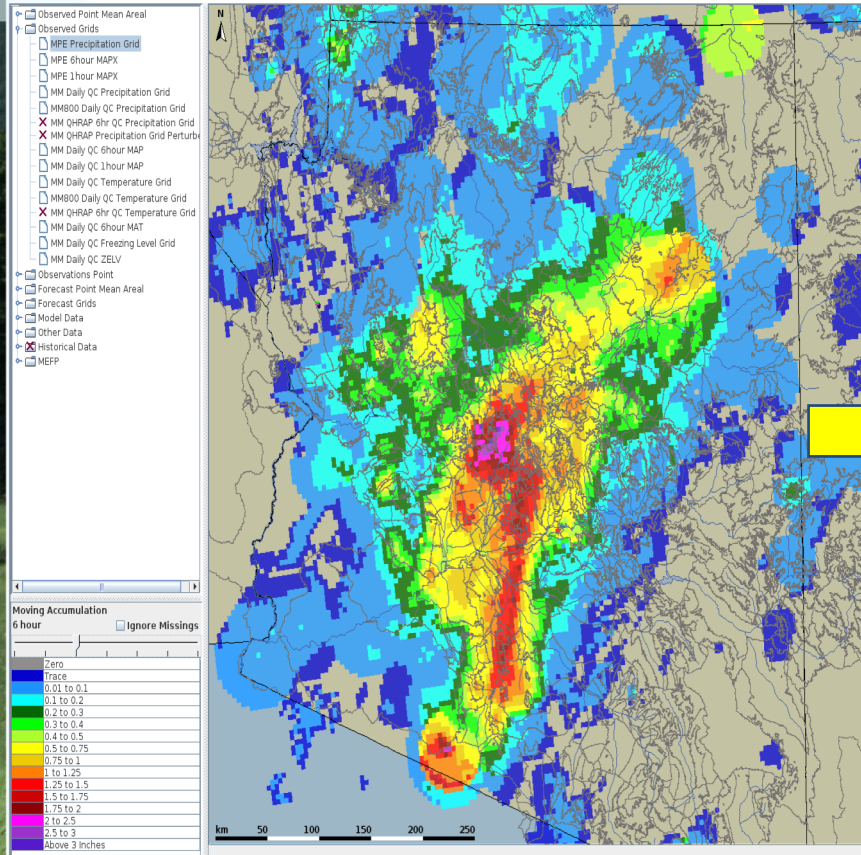 Observed Point Mean Area
Observed Grids
MPE Precipitation Grid
MPE 6hour MAPX
MPE 1hour MAPX
MM Daily QC Precipitation Grid
MM800 Daily QC Precipitation Grid
MM QHRAP 6hr QC Precipitation Grid
MM QHRAP Precipitation Grid Perturbe
MM Daily QC 6hour MAP
MM Daily QC 1hour MAP
MM Daily QC Temperature Grid
MM800 Daily QC Temperature Grid
MM QHRAP 6hr QC Temperature Grid
MM Daily QC 6hour MAT
MM Daily QC Freezing Level Grid
MM Daily QC ZELV
Observations Point
Forecast Point Mean Area
Forecast Grids
Model Data
Other Data
Historical Data
MEFP
Moving Accumulation
6 hour
Ignore Missings
Zero
Trace
0.01 to 0.1
0.1 to 0.2
0.2 to 0.3
0.3 to 0.4
0.4 to 0.5
0.5 to 0.75
0.75 to 1
1 to 1.25
1.25 to 1.5
1.5 to 1.75
1.75 to 2
2 to 2.5
2.5 to 3
Above 3 Inches
N
km 50 100 150 200 250